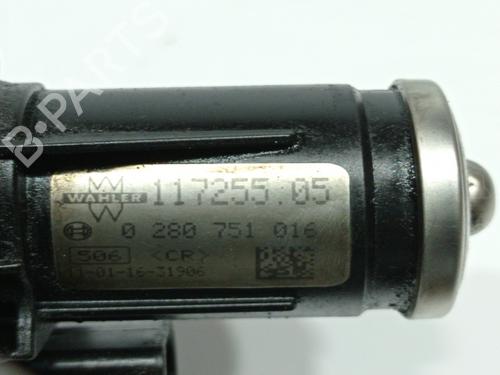 B-PARTS
WAHLER 117255.05
0 280 751 016
506 <CR>
11-01-16-31906